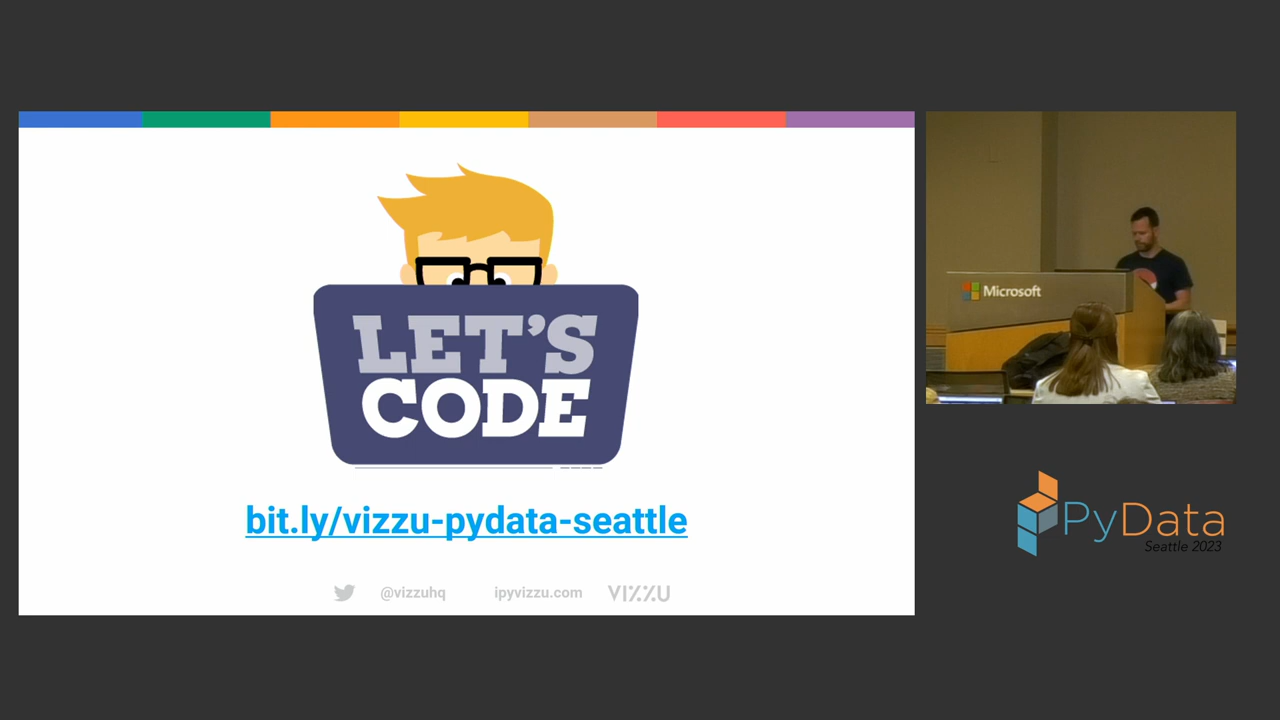 LET'S
CODE
bit.ly/vizzu-pydata-seattle
@vizzuhq ipyvizzu.com VIZZU
Microsoft
PyData
Seattle 2023